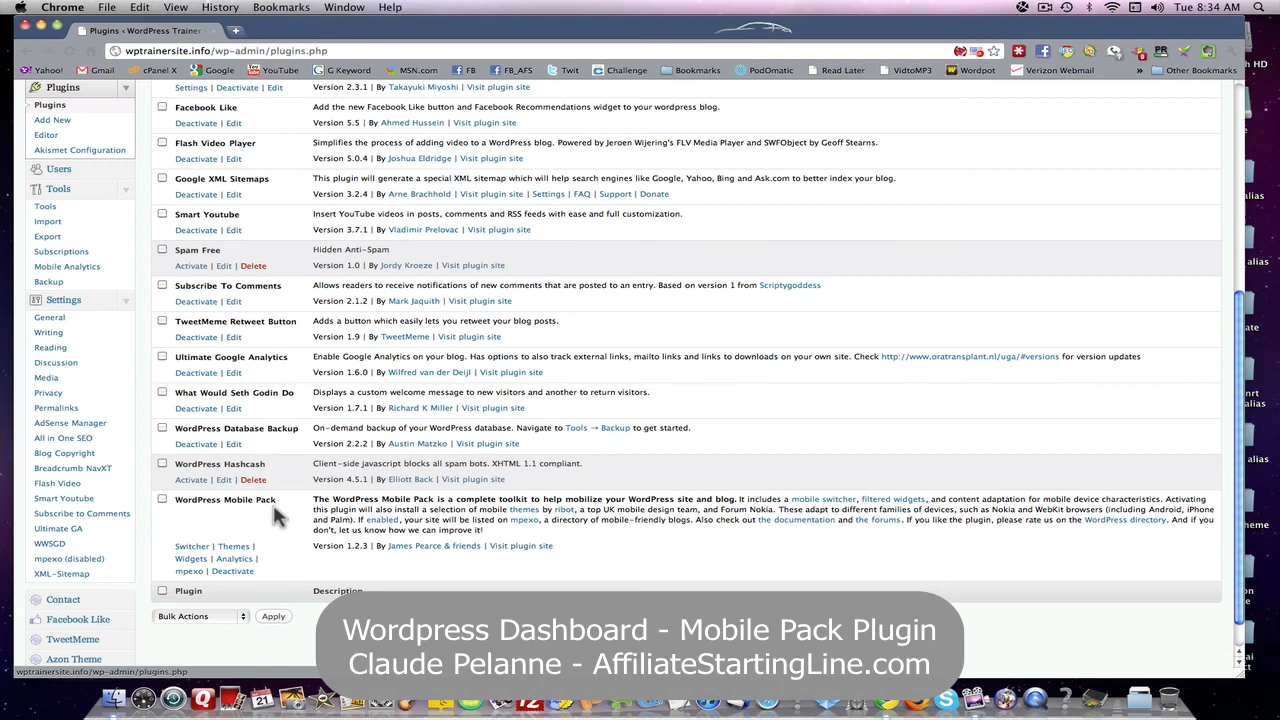 Chrome File Edit View History Bookmarks Window Help
Tue 8:34 AM
Plugins ‹ WordPress Trainer
wptrainersite.info/wp-admin/plugins.php
Yahoo! Gmail cPanel X Google YouTube G Keyword MSN.com FB FB_AFS Twit Challenge Bookmarks PodOmatic Read Later VidtoMP3 Wordpot Verizon Webmail » Other Bookmarks
Plugins
Plugins
Add New
Editor
Akismet Configuration
Users
Tools
Tools
Import
Export
Subscriptions
Mobile Analytics
Backup
Settings
General
Writing
Reading
Discussion
Media
Privacy
Permalinks
AdSense Manager
All in One SEO
Blog Copyright
Breadcrumb NavXT
Flash Video
Smart Youtube
Subscribe to Comments
Ultimate GA
WWSGD
mpexo (disabled)
XML-Sitemap
Contact
Facebook Like
TweetMeme
Azon Theme
Settings | Deactivate | Edit
Version 2.3.1 | By Takayuki Miyoshi | Visit plugin site
Facebook Like
Add the new Facebook Like button and Facebook Recommendations widget to your wordpress blog.
Deactivate | Edit
Version 5.5 | By Ahmed Hussein | Visit plugin site
Flash Video Player
Simplifies the process of adding video to a WordPress blog. Powered by Jeroen Wijering's FLV Media Player and SWFObject by Geoff Stearns.
Deactivate | Edit
Version 5.0.4 | By Joshua Eldridge | Visit plugin site
Google XML Sitemaps
This plugin will generate a special XML sitemap which will help search engines like Google, Yahoo, Bing and Ask.com to better index your blog.
Deactivate | Edit
Version 3.2.4 | By Arne Brachhold | Visit plugin site | Settings | FAQ | Support | Donate
Smart Youtube
Insert YouTube videos in posts, comments and RSS feeds with ease and full customization.
Deactivate | Edit
Version 3.7.1 | By Vladimir Prelovac | Visit plugin site
Spam Free
Hidden Anti-Spam
Activate | Edit | Delete
Version 1.0 | By Jordy Kroeze | Visit plugin site
Subscribe To Comments
Allows readers to receive notifications of new comments that are posted to an entry. Based on version 1 from Scriptygoddess
Deactivate | Edit
Version 2.1.2 | By Mark Jaquith | Visit plugin site
TweetMeme Retweet Button
Adds a button which easily lets you retweet your blog posts.
Deactivate | Edit
Version 1.9 | By TweetMeme | Visit plugin site
Ultimate Google Analytics
Enable Google Analytics on your blog. Has options to also track external links, mailto links and links to downloads on your own site. Check http://www.oratransplant.nl/uga/#versions for version updates
Deactivate | Edit
Version 1.6.0 | By Wilfred van der Deijl | Visit plugin site
What Would Seth Godin Do
Displays a custom welcome message to new visitors and another to return visitors.
Deactivate | Edit
Version 1.7.1 | By Richard K Miller | Visit plugin site
WordPress Database Backup
On-demand backup of your WordPress database. Navigate to Tools → Backup to get started.
Deactivate | Edit
Version 2.2.2 | By Austin Matzko | Visit plugin site
WordPress Hashcash
Client-side javascript blocks all spam bots. XHTML 1.1 compliant.
Activate | Edit | Delete
Version 4.5.1 | By Elliott Back | Visit plugin site
WordPress Mobile Pack
The WordPress Mobile Pack is a complete toolkit to help mobilize your WordPress site and blog. It includes a mobile switcher, filtered widgets, and content adaptation for mobile device characteristics. Activating
this plugin will also install a selection of mobile themes by ribot, a top UK mobile design team, and Forum Nokia. These adapt to different families of devices, such as Nokia and WebKit browsers (including Android, iPhone
and Palm). If enabled, your site will be listed on mpexo, a directory of mobile-friendly blogs. Also check out the documentation and the forums. If you like the plugin, please rate us on the WordPress directory. And if you
don't, let us know how we can improve it!
Switcher | Themes |
Widgets | Analytics |
mpexo | Deactivate
Version 1.2.3 | By James Pearce & friends | Visit plugin site
Plugin
Description
Bulk Actions
Apply
Wordpress Dashboard - Mobile Pack Plugin
Claude Pelanne - AffiliateStartingLine.com
wptrainersite.info/wp-admin/plugins.php